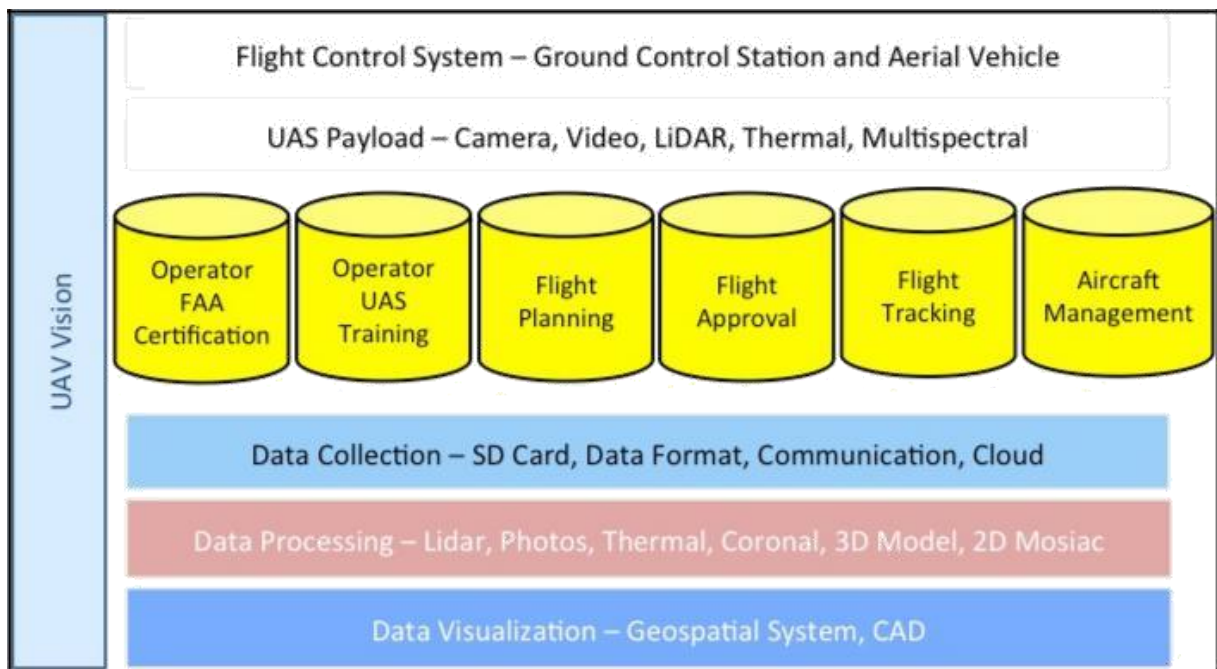 UAV Vision
Flight Control System – Ground Control Station and Aerial Vehicle
UAS Payload – Camera, Video, LiDAR, Thermal, Multispectral
Operator
FAA
Certification
Operator
UAS
Training
Flight
Planning
Flight
Approval
Flight
Tracking
Aircraft
Management
Data Collection – SD Card, Data Format, Communication, Cloud
Data Processing – Lidar, Photos, Thermal, Coronal, 3D Model, 2D Mosiac
Data Visualization – Geospatial System, CAD